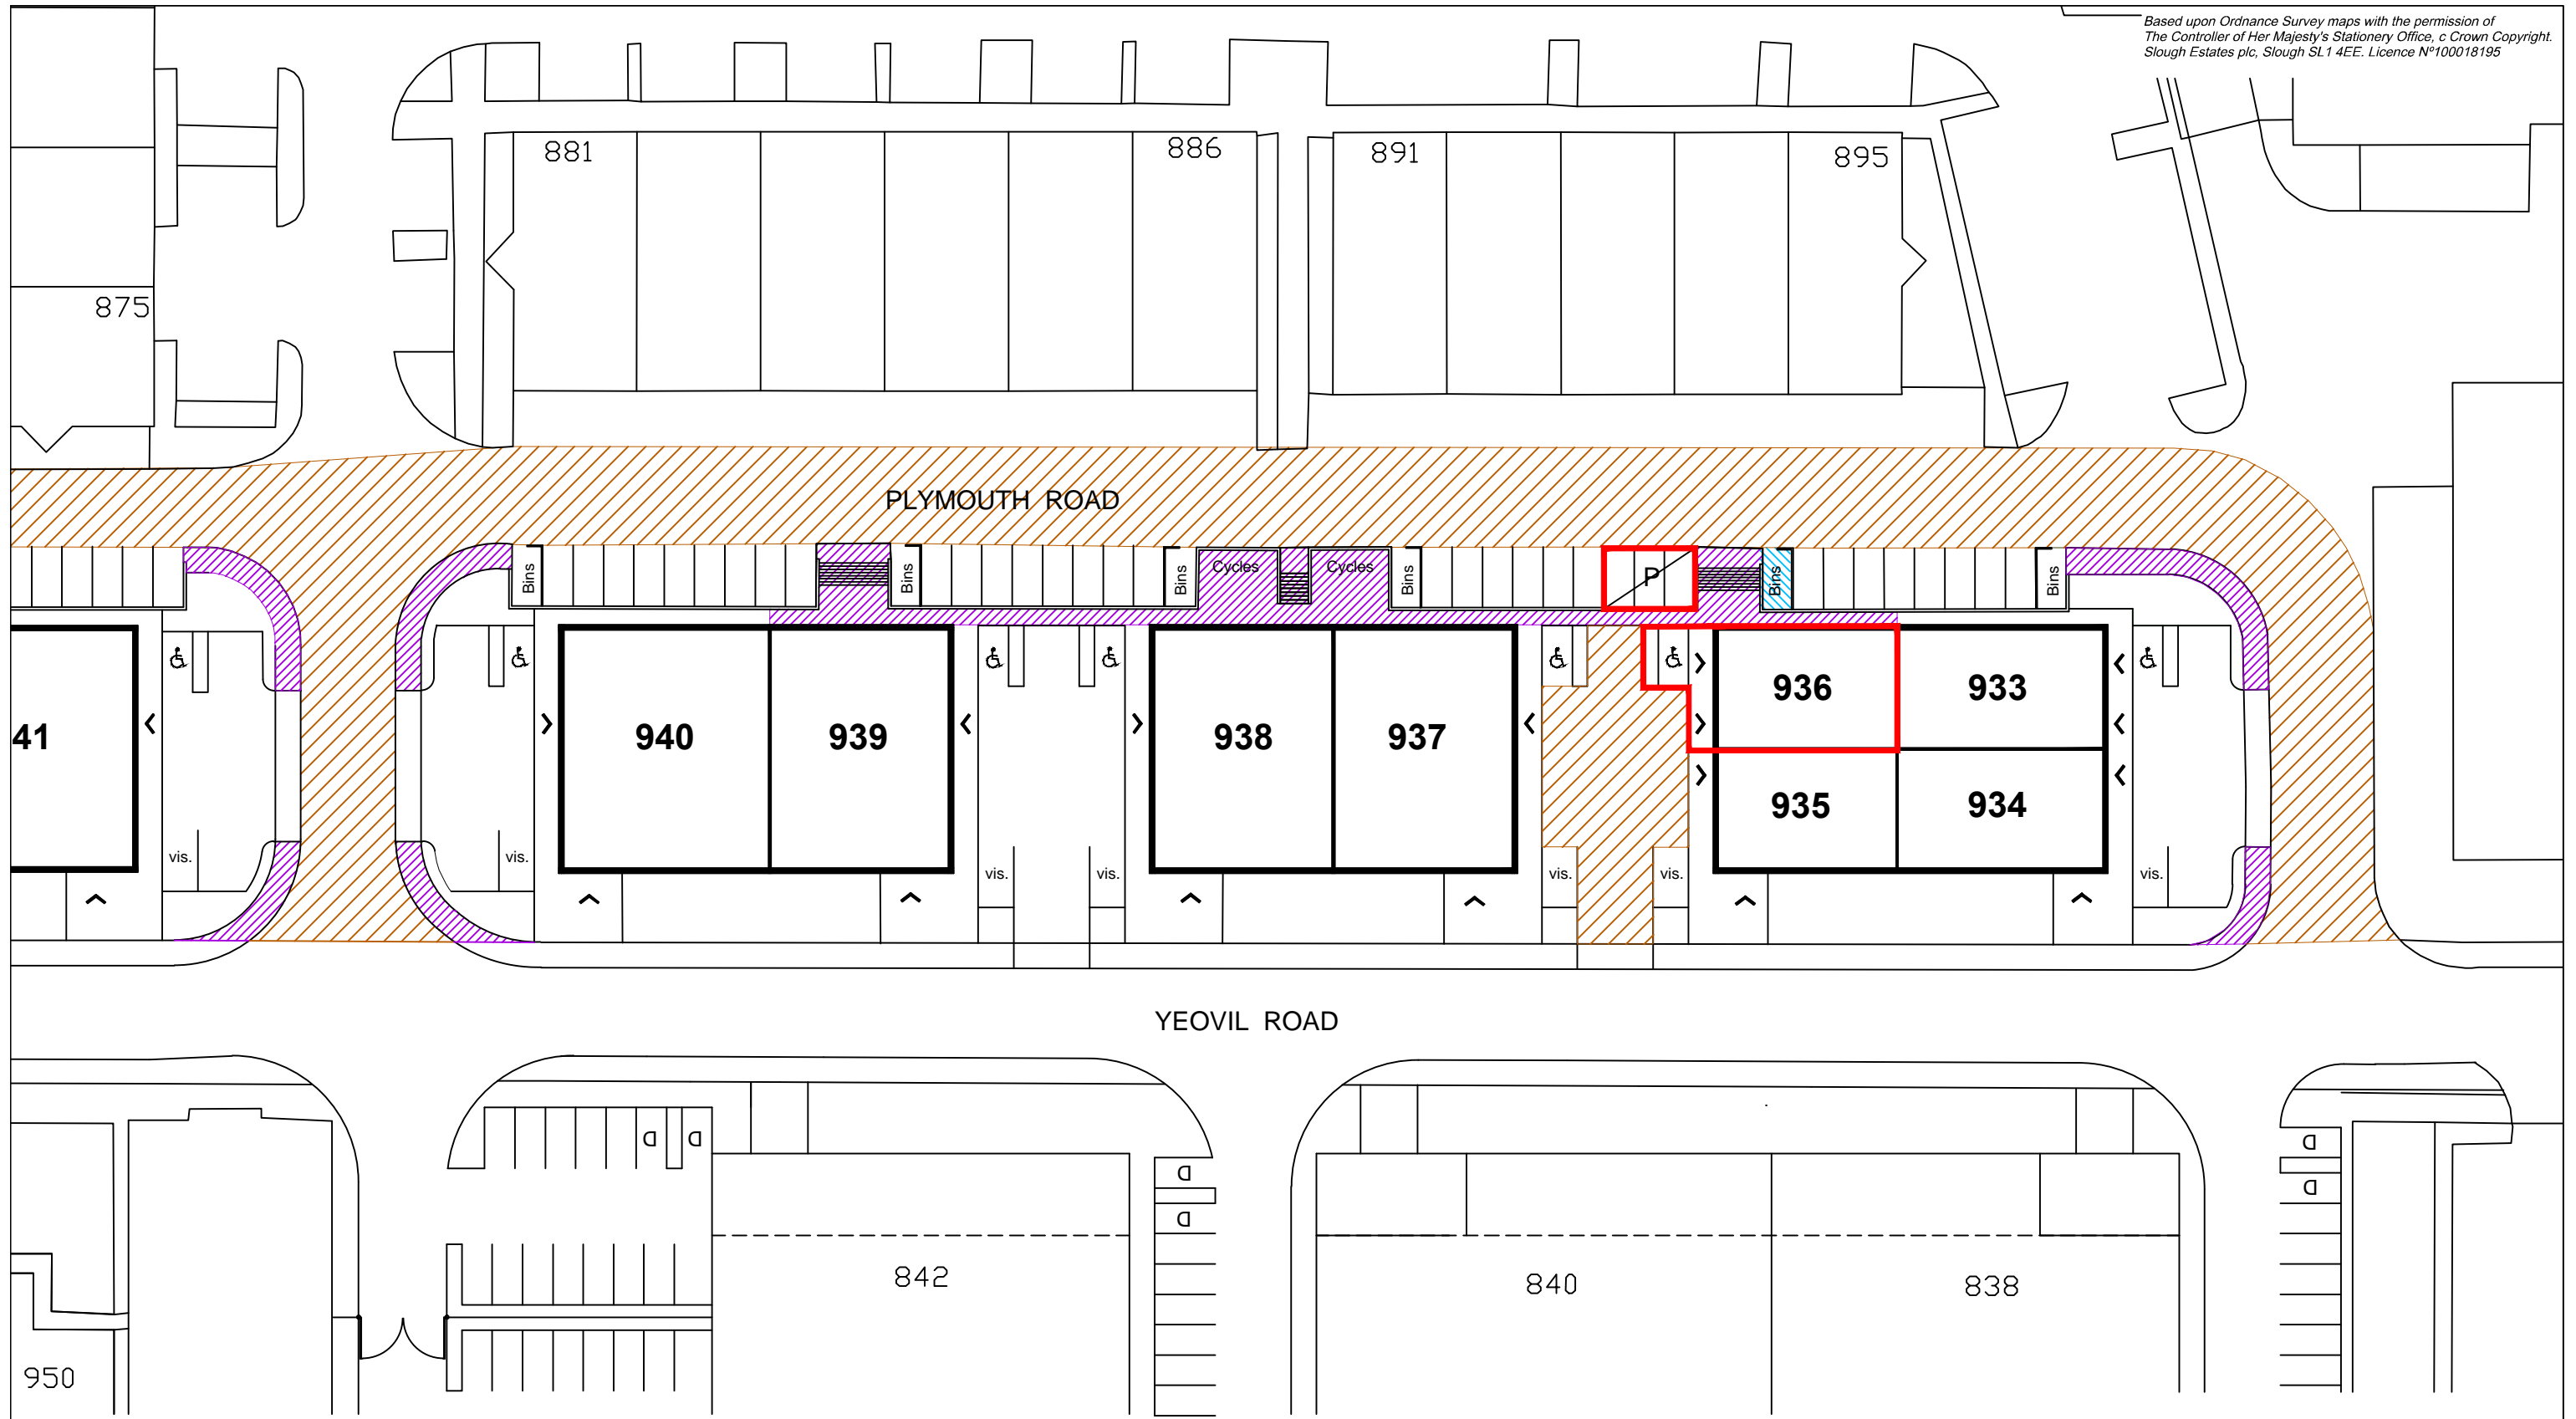 Based upon Ordnance Survey maps with the permission of
The Controller of Her Majesty's Stationery Office, c Crown Copyright.
Slough Estates plc, Slough SL1 4EE. Licence Nº100018195
881
886
891
895
875
PLYMOUTH ROAD
Bins
Bins
Bins
Cycles
Cycles
Bins
P
Bins
Bins
41
940
939
938
937
936
933
935
934
vis.
vis.
vis.
vis.
vis.
vis.
vis.
YEOVIL ROAD
D
D
D
D
D
D
842
840
838
950